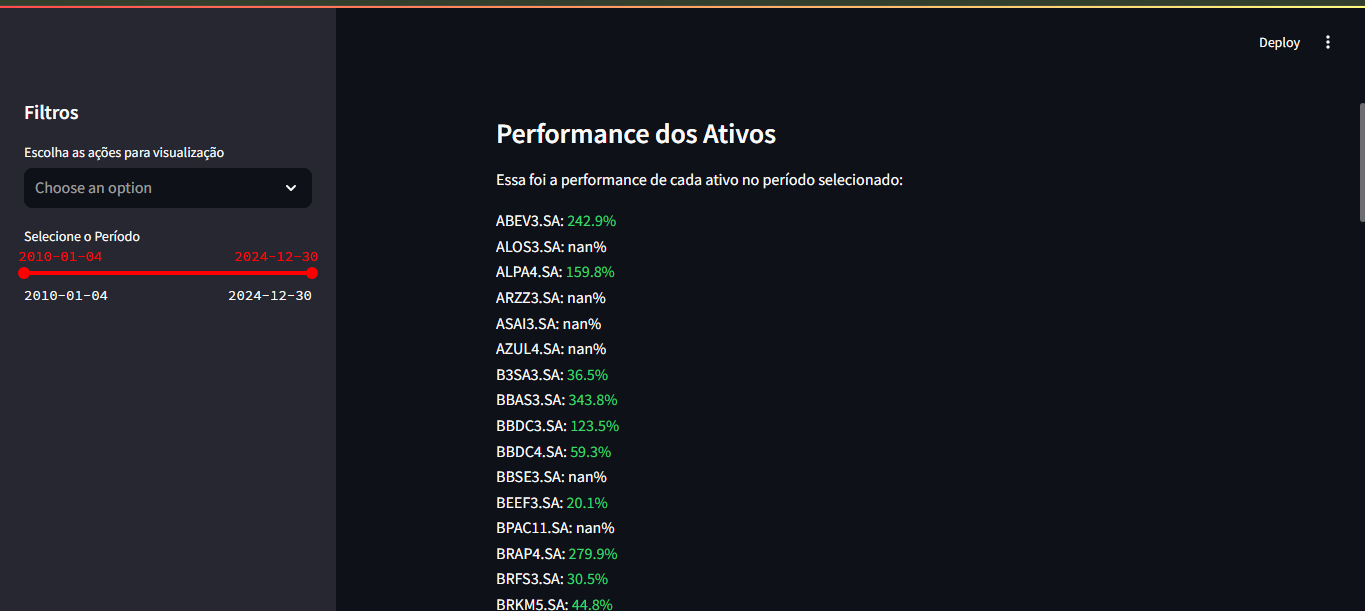 Deploy
Filtros
Escolha as ações para visualização
Choose an option
Selecione o Período
2010-01-04 2024-12-30
2010-01-04 2024-12-30
Performance dos Ativos
Essa foi a performance de cada ativo no período selecionado:
ABEV3.SA: 242.9%
ALOS3.SA: nan%
ALPA4.SA: 159.8%
ARZZ3.SA: nan%
ASAI3.SA: nan%
AZUL4.SA: nan%
B3SA3.SA: 36.5%
BBAS3.SA: 343.8%
BBDC3.SA: 123.5%
BBDC4.SA: 59.3%
BBSE3.SA: nan%
BEEF3.SA: 20.1%
BPAC11.SA: nan%
BRAP4.SA: 279.9%
BRFS3.SA: 30.5%
BRKM5.SA: 44.8%